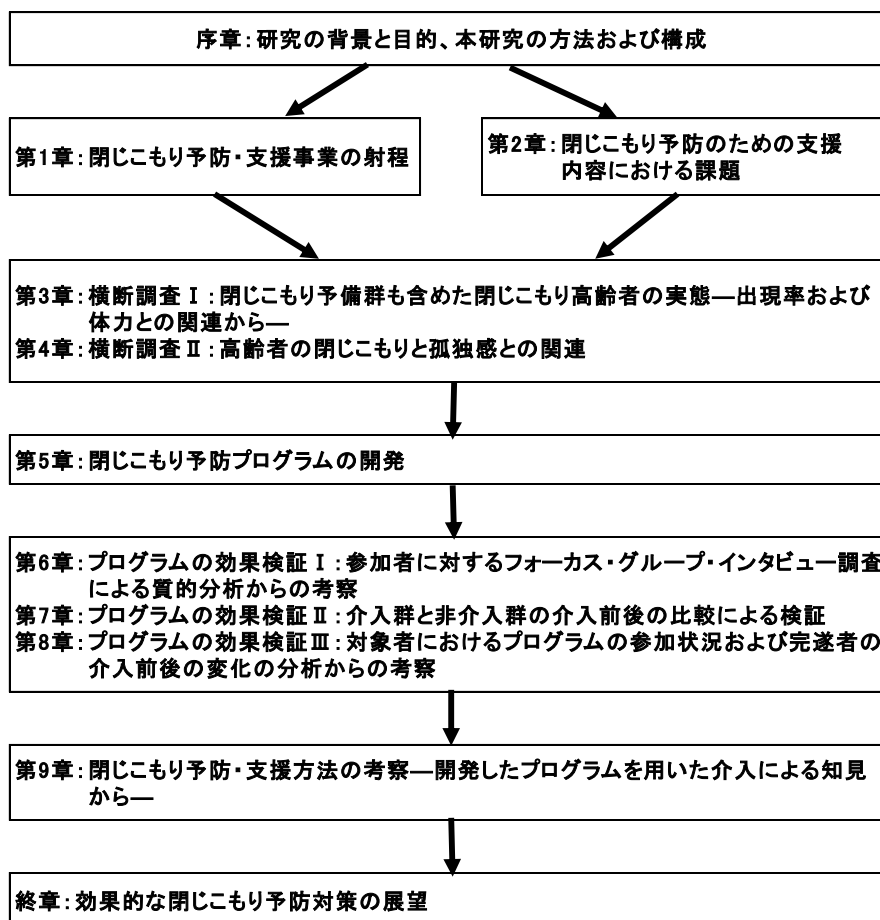 序章：研究の背景と目的、本研究の方法および構成
第1章：閉じこもり予防・支援事業の射程
第2章：閉じこもり予防のための支援
内容における課題
第3章：横断調査Ⅰ：閉じこもり予備群も含めた閉じこもり高齢者の実態―出現率および
体力との関連から―
第4章：横断調査Ⅱ：高齢者の閉じこもりと孤独感との関連
第5章：閉じこもり予防プログラムの開発
第6章：プログラムの効果検証Ⅰ：参加者に対するフォーカス・グループ・インタビュー調査
による質的分析からの考察
第7章：プログラムの効果検証Ⅱ：介入群と非介入群の介入前後の比較による検証
第8章：プログラムの効果検証Ⅲ：対象者におけるプログラムの参加状況および完遂者の
介入前後の変化の分析からの考察
第9章：閉じこもり予防・支援方法の考察―開発したプログラムを用いた介入による知見
から―
終章：効果的な閉じこもり予防対策の展望